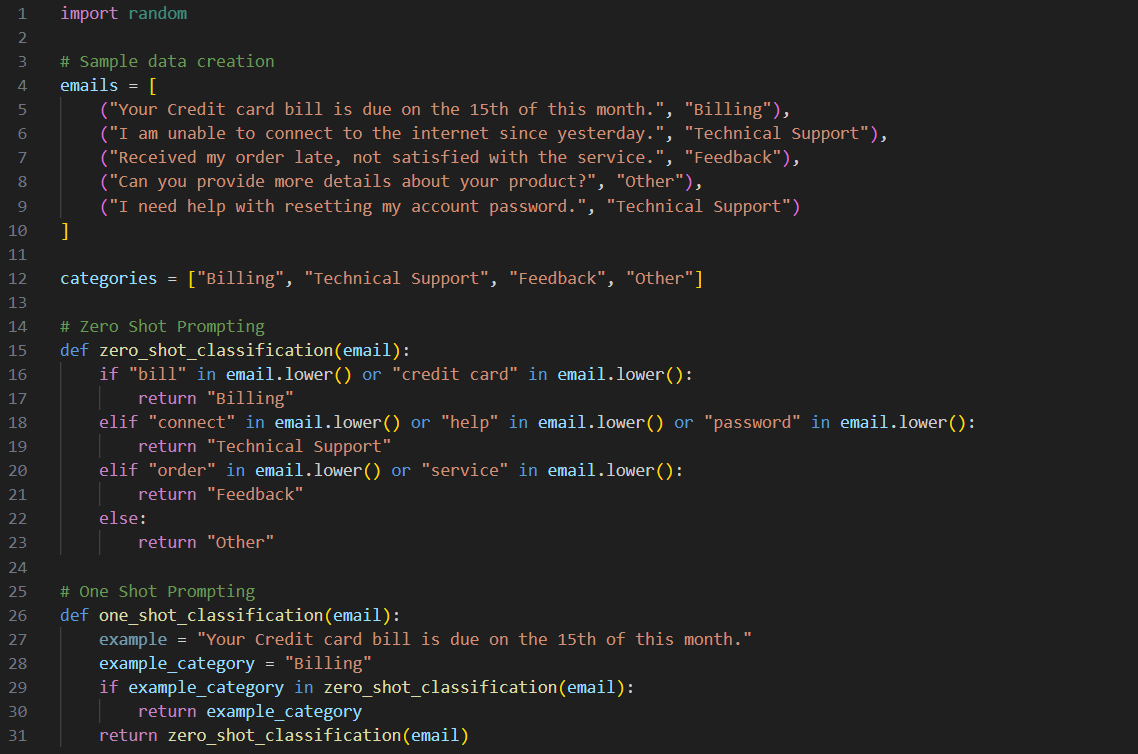 1 import random
2
3 # Sample data creation
4 emails = [
5     ("Your Credit card bill is due on the 15th of this month.", "Billing"),
6     ("I am unable to connect to the internet since yesterday.", "Technical Support"),
7     ("Received my order late, not satisfied with the service.", "Feedback"),
8     ("Can you provide more details about your product?", "Other"),
9     ("I need help with resetting my account password.", "Technical Support")
10 ]
11
12 categories = ["Billing", "Technical Support", "Feedback", "Other"]
13
14 # Zero Shot Prompting
15 def zero_shot_classification(email):
16     if "bill" in email.lower() or "credit card" in email.lower():
17         return "Billing"
18     elif "connect" in email.lower() or "help" in email.lower() or "password" in email.lower():
19         return "Technical Support"
20     elif "order" in email.lower() or "service" in email.lower():
21         return "Feedback"
22     else:
23         return "Other"
24
25 # One Shot Prompting
26 def one_shot_classification(email):
27     example = "Your Credit card bill is due on the 15th of this month."
28     example_category = "Billing"
29     if example_category in zero_shot_classification(email):
30         return example_category
31     return zero_shot_classification(email)